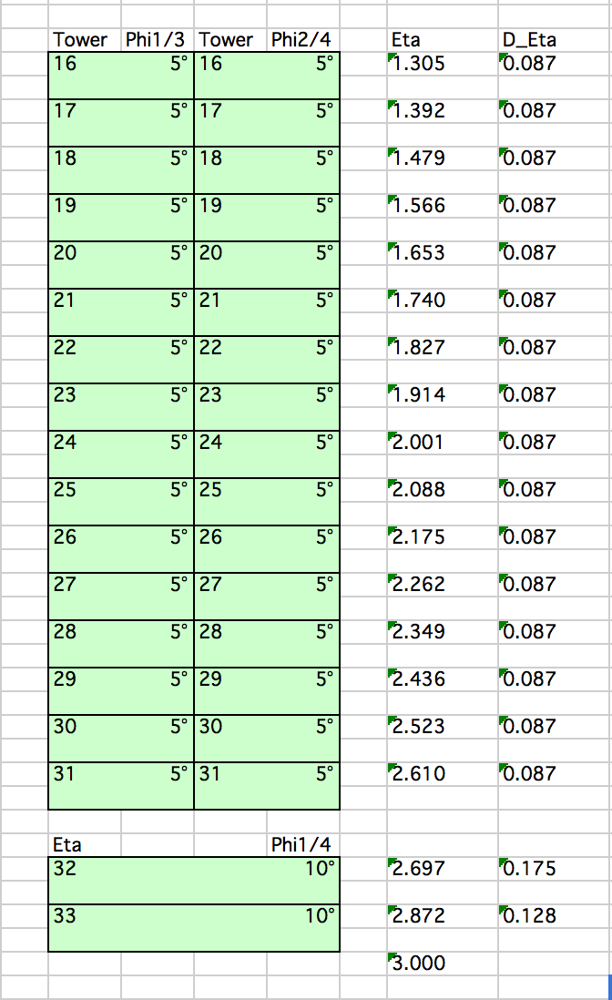 Tower Phi1/3 Tower Phi2/4 Eta D_Eta
16 5° 16 5° 1.305 0.087
17 5° 17 5° 1.392 0.087
18 5° 18 5° 1.479 0.087
19 5° 19 5° 1.566 0.087
20 5° 20 5° 1.653 0.087
21 5° 21 5° 1.740 0.087
22 5° 22 5° 1.827 0.087
23 5° 23 5° 1.914 0.087
24 5° 24 5° 2.001 0.087
25 5° 25 5° 2.088 0.087
26 5° 26 5° 2.175 0.087
27 5° 27 5° 2.262 0.087
28 5° 28 5° 2.349 0.087
29 5° 29 5° 2.436 0.087
30 5° 30 5° 2.523 0.087
31 5° 31 5° 2.610 0.087
Eta Phi1/4
32 10° 2.697 0.175
33 10° 2.872 0.128
3.000